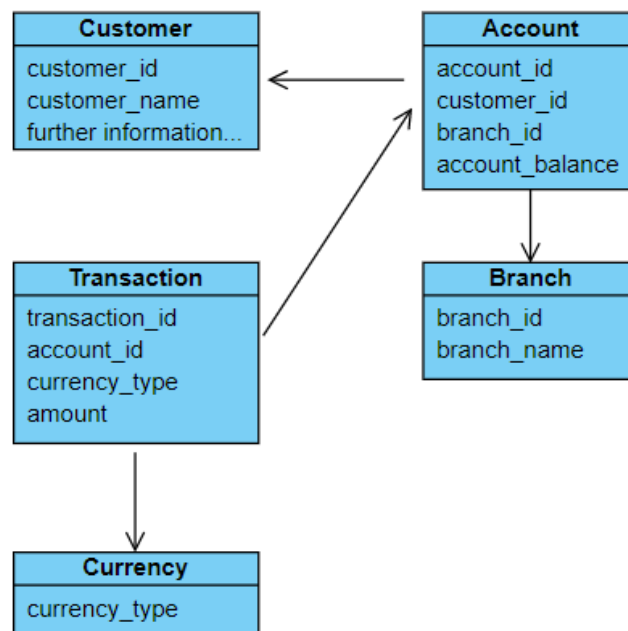 Customer
customer_id
customer_name
further information...
Account
account_id
customer_id
branch_id
account_balance
Transaction
transaction_id
account_id
currency_type
amount
Branch
branch_id
branch_name
Currency
currency_type